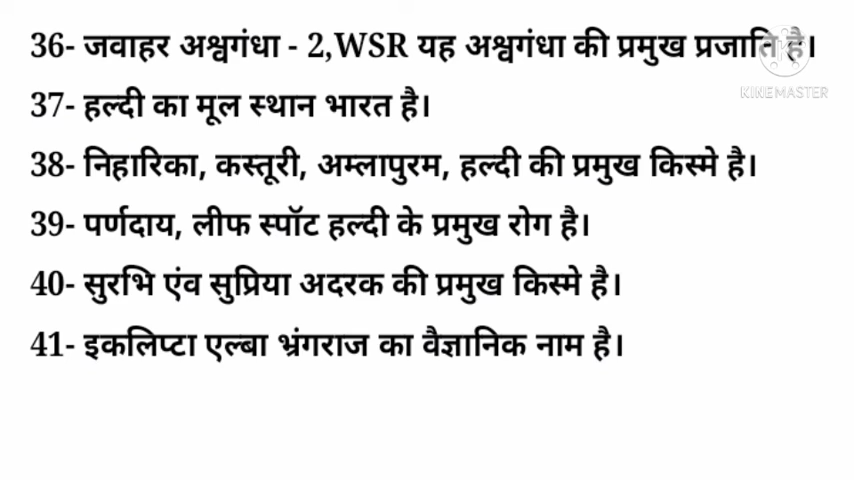 36- जवाहर अश्वगंधा - 2,WSR यह अश्वगंधा की प्रमुख प्रजाति है।
KINEMASTER
37- हल्दी का मूल स्थान भारत है।
38- निहारिका, कस्तूरी, अम्लापुरम, हल्दी की प्रमुख किस्मे है।
39- पर्णदाय, लीफ स्पॉट हल्दी के प्रमुख रोग है।
40- सुरभि एंव सुप्रिया अदरक की प्रमुख किस्मे है।
41- इकलिप्टा एल्बा भ्रंगराज का वैज्ञानिक नाम है।